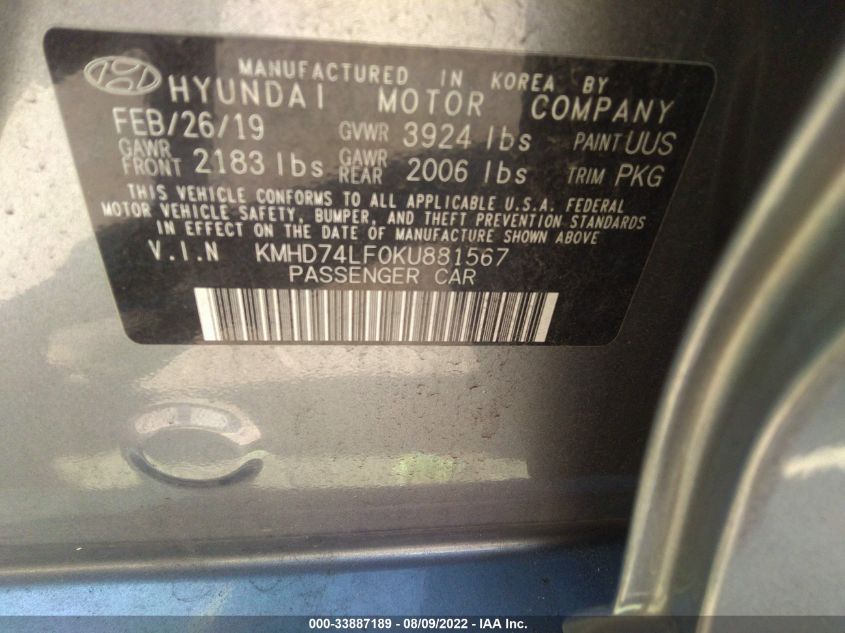 MANUFACTURED IN KOREA BY
HYUNDAI MOTOR COMPANY
FEB/26/19 GVWR 3924 lbs PAINT UUS
GAWR FRONT 2183 lbs GAWR REAR 2006 lbs TRIM PKG
THIS VEHICLE CONFORMS TO ALL APPLICABLE U.S.A. FEDERAL
MOTOR VEHICLE SAFETY, BUMPER, AND THEFT PREVENTION STANDARDS
IN EFFECT ON THE DATE OF MANUFACTURE SHOWN ABOVE
V.I.N KMHD74LF0KU881567
PASSENGER CAR
000-33887189 - 08/09/2022 - IAA Inc.